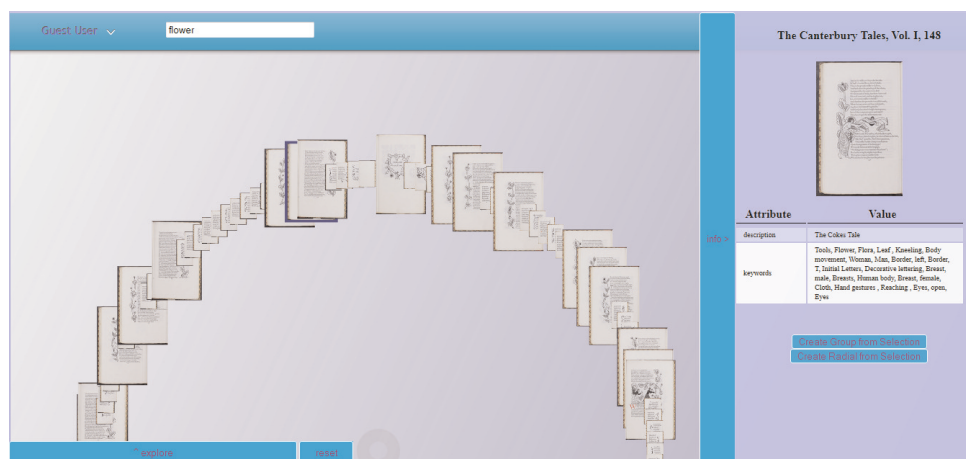 Guest User
flower
The Canterbury Tales, Vol. I, 148
Attribute Value
description The Cokes Tale
keywords Tools, Flower, Flora, Leaf , Kneeling, Body
movement, Woman, Man, Border, left, Border,
T, Initial Letters, Decorative lettering, Breast,
male, Breasts, Human body, Breast, female,
Cloth, Hand gestures , Reaching , Eyes, open,
Eyes
info >
Create Group from Selection
Create Radial from Selection
^ explore
reset